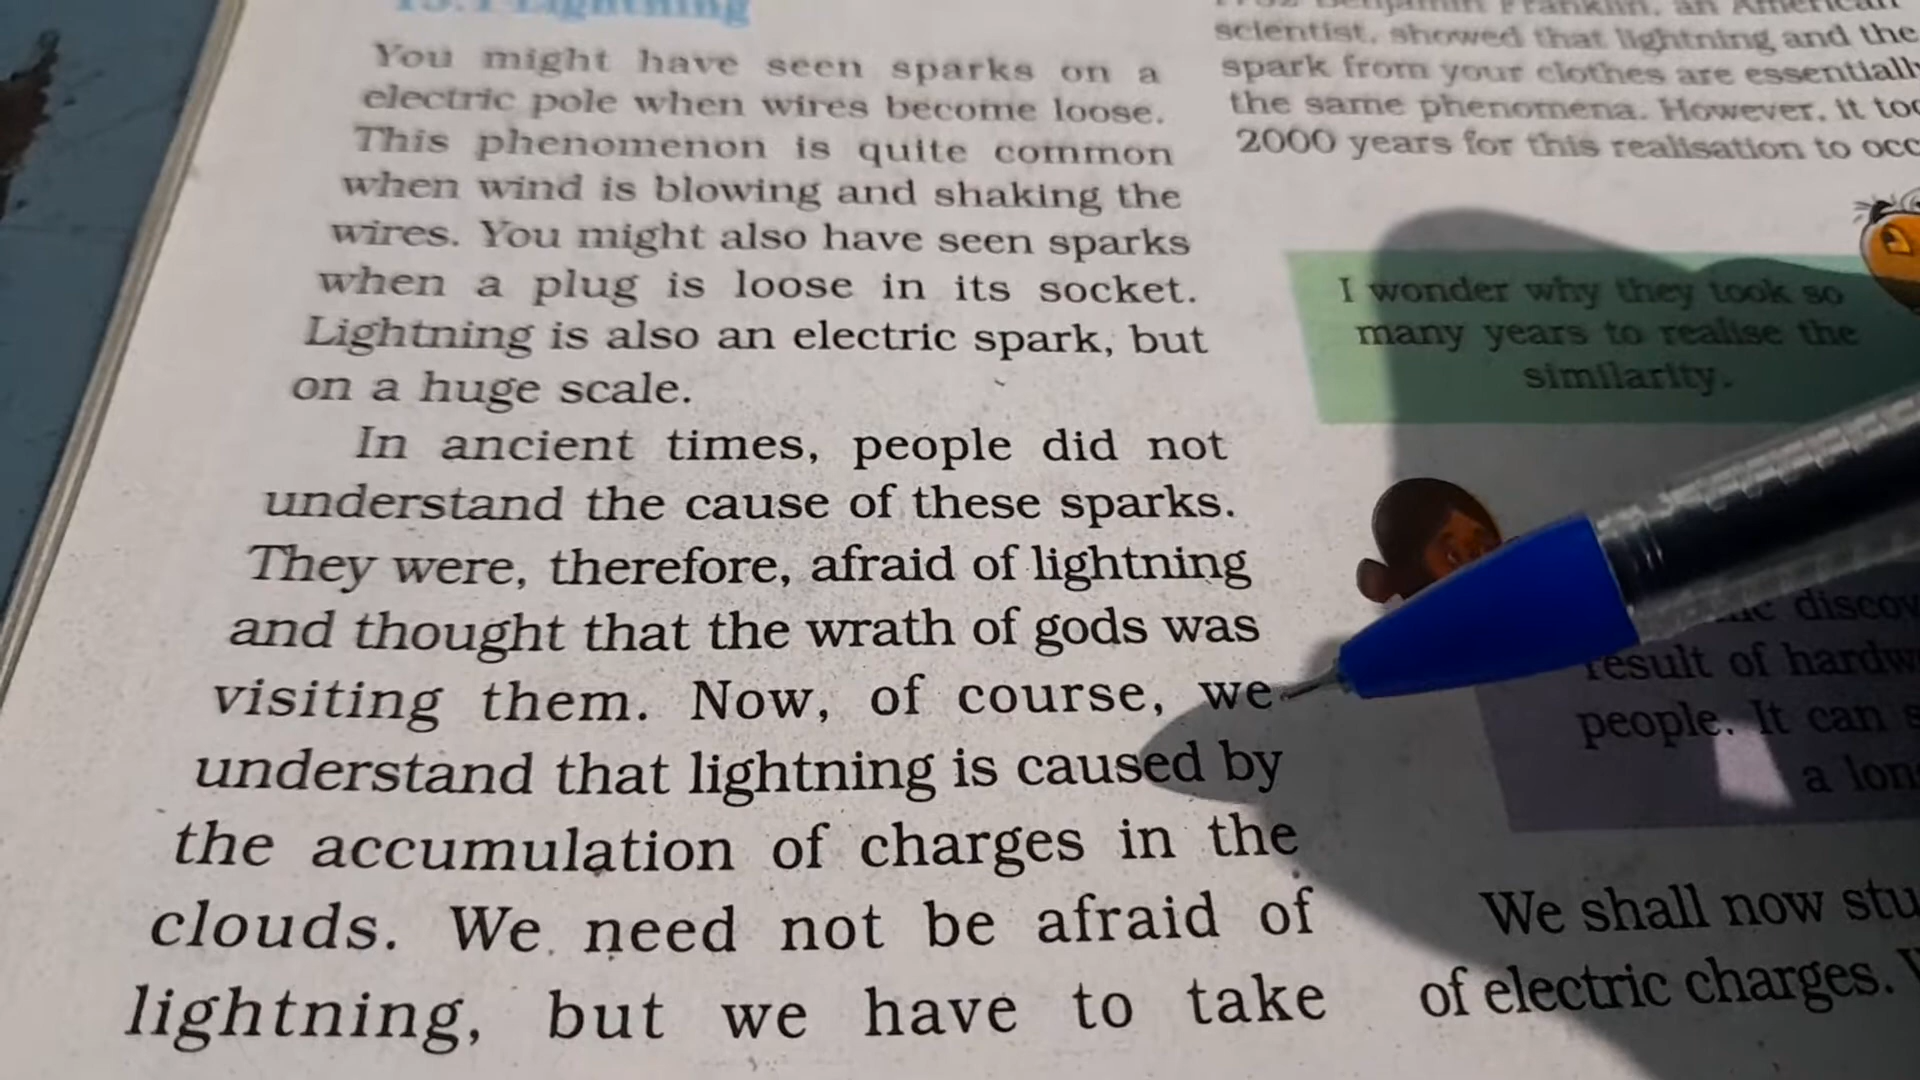 Lightning
You might have seen sparks on a
electric pole when wires become loose.
This phenomenon is quite common
when wind is blowing and shaking the
wires. You might also have seen sparks
when a plug is loose in its socket.
Lightning is also an electric spark, but
on a huge scale.
In ancient times, people did not
understand the cause of these sparks.
They were, therefore, afraid of lightning
and thought that the wrath of gods was
visiting them. Now, of course, we
understand that lightning is caused by
the accumulation of charges in the
clouds. We need not be afraid of
lightning, but we have to take
Benjamin Franklin, an American
scientist, showed that lightning and the
spark from your clothes are
the same phenomena. However, it
2000 years for this realisation to
I wonder why they took so
many years to realise the
similarity.
result of
people. It can
a
We shall now
of electric charges.